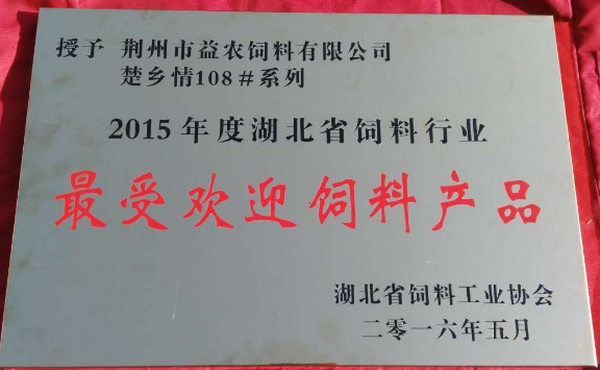 授予 荆州市益农饲料有限公司
楚乡情108#系列
2015年度湖北省饲料行业
最受欢迎饲料产品
湖北省饲料工业协会
二零一六年五月